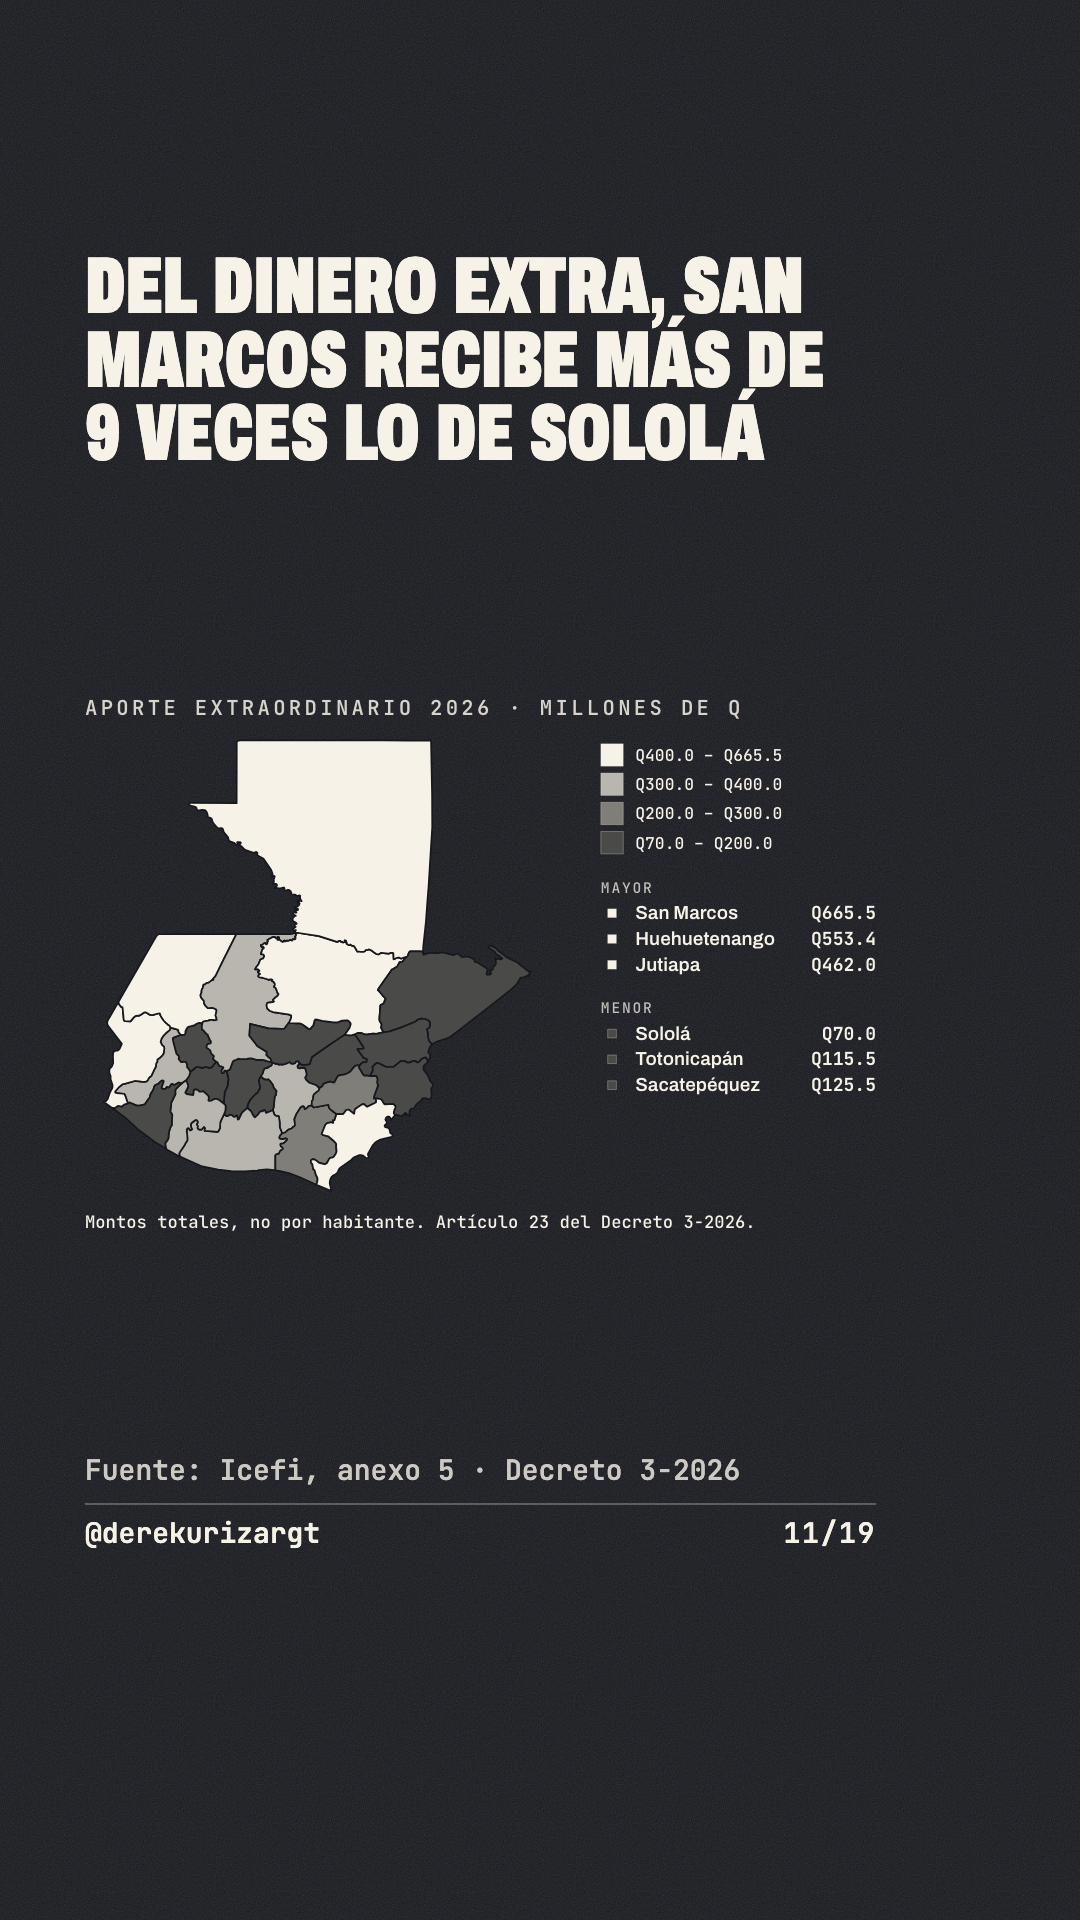 DEL DINERO EXTRA, SAN
MARCOS RECIBE MÁS DE
9 VECES LO DE SOLOLÁ
APORTE EXTRAORDINARIO 2026 · MILLONES DE Q
Q400.0 – Q665.5
Q300.0 – Q400.0
Q200.0 – Q300.0
Q70.0 – Q200.0
MAYOR
San Marcos Q665.5
Huehuetenango Q553.4
Jutiapa Q462.0
MENOR
Sololá Q70.0
Totonicapán Q115.5
Sacatepéquez Q125.5
Montos totales, no por habitante. Artículo 23 del Decreto 3-2026.
Fuente: Icefi, anexo 5 · Decreto 3-2026
@derekurizargt 11/19